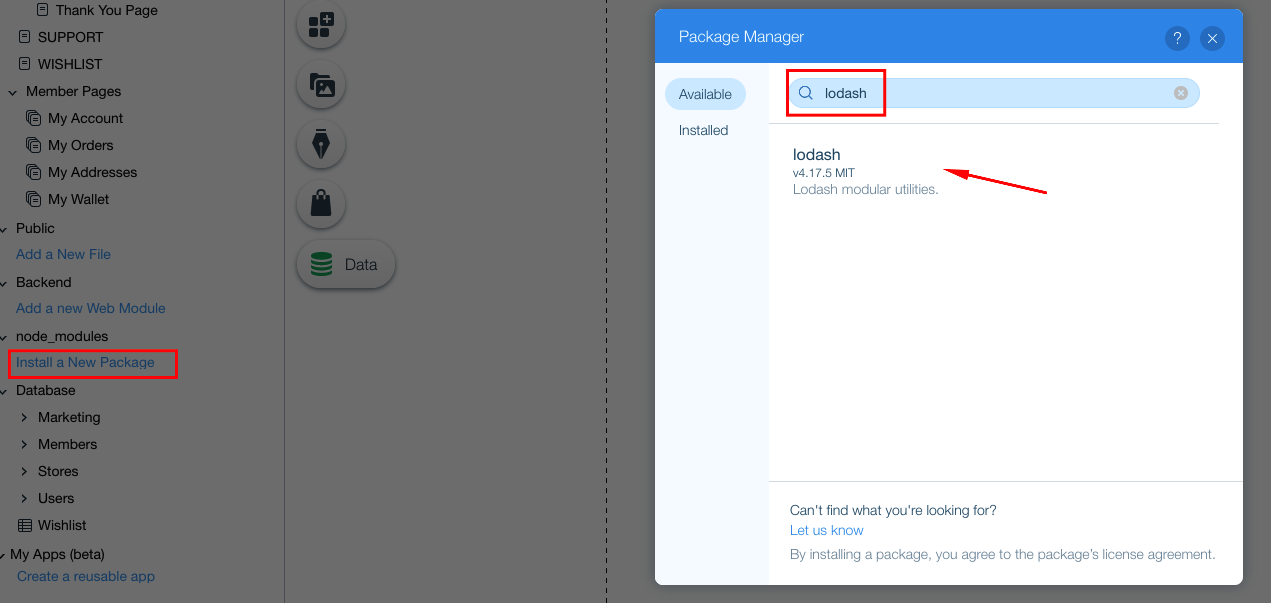 Thank You Page
SUPPORT
WISHLIST
Member Pages
My Account
My Orders
My Addresses
My Wallet
Public
Add a New File
Backend
Add a new Web Module
node_modules
Install a New Package
Database
Marketing
Members
Stores
Users
Wishlist
My Apps (beta)
Create a reusable app
Data
Package Manager
?
Available
Installed
lodash
lodash
v4.17.5 MIT
Lodash modular utilities.
Can't find what you're looking for?
Let us know
By installing a package, you agree to the package's license agreement.